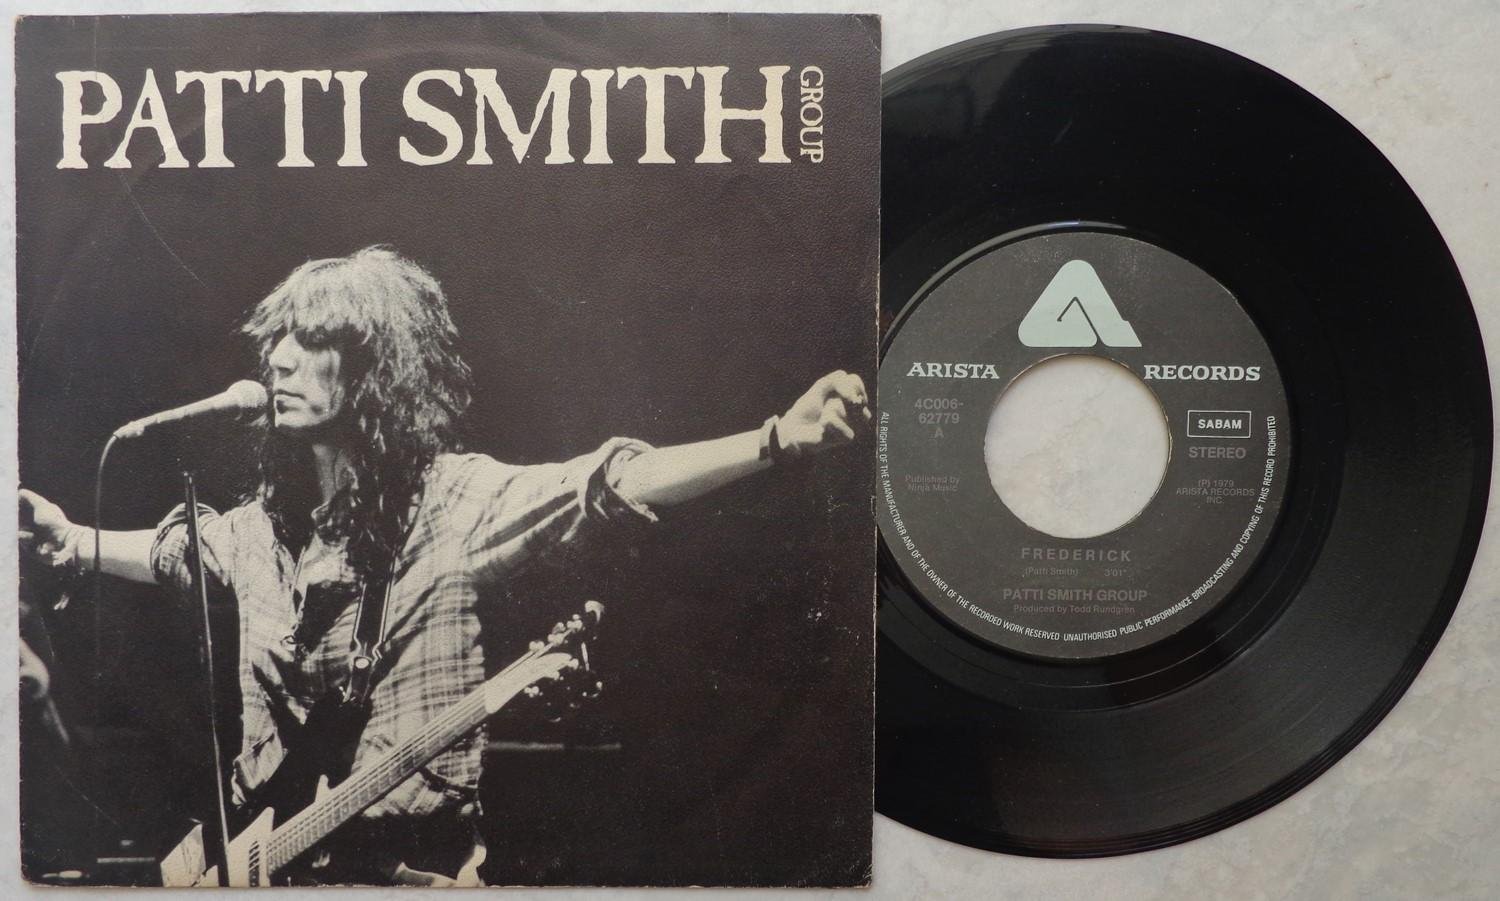 PATTI SMITH GROUP
ARISTA RECORDS
4C006-
62779
A
SABAM
STEREO
Published by
Ninja Music
(P) 1979
ARISTA RECORDS
INC.
FREDERICK
(Patti Smith) 3'01"
PATTI SMITH GROUP
Produced by Todd Rundgren
ALL RIGHTS OF THE MANUFACTURER AND OF THE OWNER OF THE RECORDED WORK RESERVED UNAUTHORISED PUBLIC PERFORMANCE BROADCASTING AND COPYING OF THIS RECORD PROHIBITED